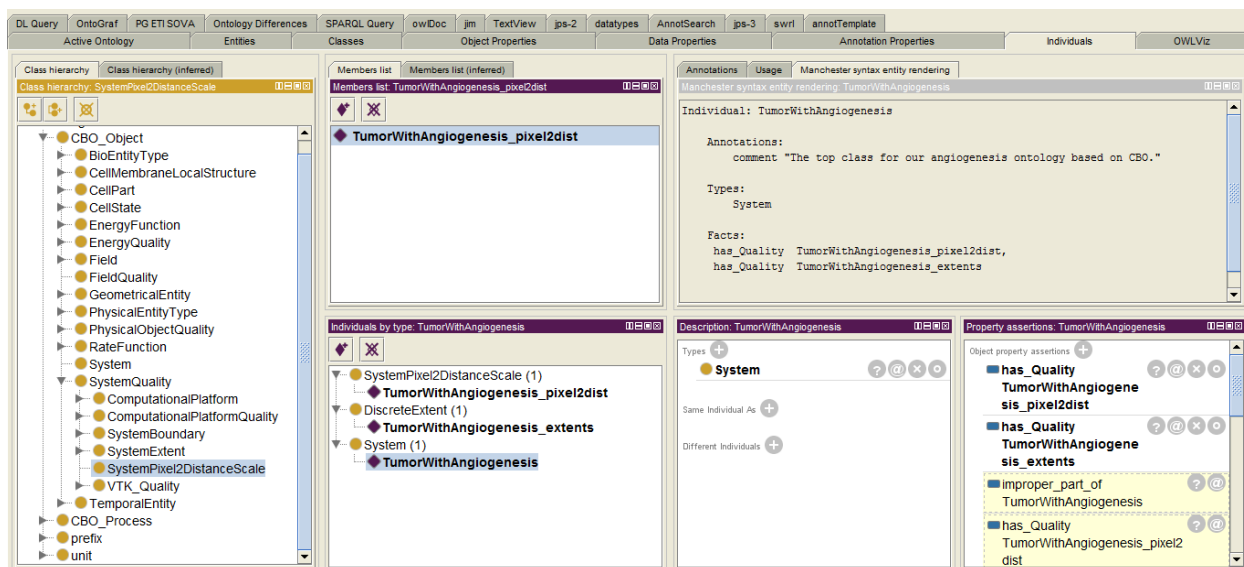 DL Query OntoGraf PG ETI SOVA Ontology Differences SPARQL Query owlDoc jim TextView jps-2 datatypes AnnotSearch jps-3 swrl annotTemplate
Active Ontology Entities Classes Object Properties Data Properties Annotation Properties Individuals OWLViz
Class hierarchy Class hierarchy (inferred)
Class hierarchy: SystemPixel2DistanceScale
CBO_Object
BioEntityType
CellMembraneLocalStructure
CellPart
CellState
EnergyFunction
EnergyQuality
Field
FieldQuality
GeometricalEntity
PhysicalEntityType
PhysicalObjectQuality
RateFunction
System
SystemQuality
ComputationalPlatform
ComputationalPlatformQuality
SystemBoundary
SystemExtent
SystemPixel2DistanceScale
VTK_Quality
TemporalEntity
CBO_Process
prefix
unit
Members list Members list (inferred)
Members list: TumorWithAngiogenesis_pixel2dist
TumorWithAngiogenesis_pixel2dist
Individuals by type: TumorWithAngiogenesis
SystemPixel2DistanceScale (1)
TumorWithAngiogenesis_pixel2dist
DiscreteExtent (1)
TumorWithAngiogenesis_extents
System (1)
TumorWithAngiogenesis
Annotations Usage Manchester syntax entity rendering
Manchester syntax entity rendering: TumorWithAngiogenesis
Individual: TumorWithAngiogenesis
Annotations:
comment "The top class for our angiogenesis ontology based on CBO."
Types:
System
Facts:
has_Quality TumorWithAngiogenesis_pixel2dist,
has_Quality TumorWithAngiogenesis_extents
Description: TumorWithAngiogenesis
Types
System
Same Individual As
Different Individuals
Property assertions: TumorWithAngiogenesis
Object property assertions
has_Quality
TumorWithAngiogene
sis_pixel2dist
has_Quality
TumorWithAngiogene
sis_extents
improper_part_of
TumorWithAngiogenesis
has_Quality
TumorWithAngiogenesis_pixel2
dist